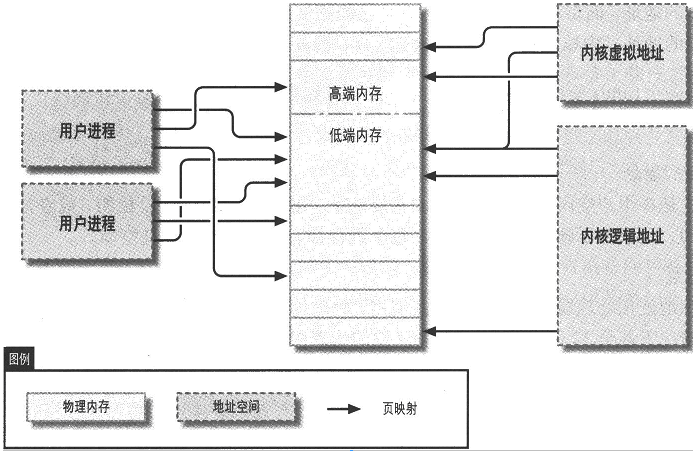 内核虚拟地址
高端内存
用户进程
低端内存
用户进程
内核逻辑地址
图例
物理内存
地址空间
页映射